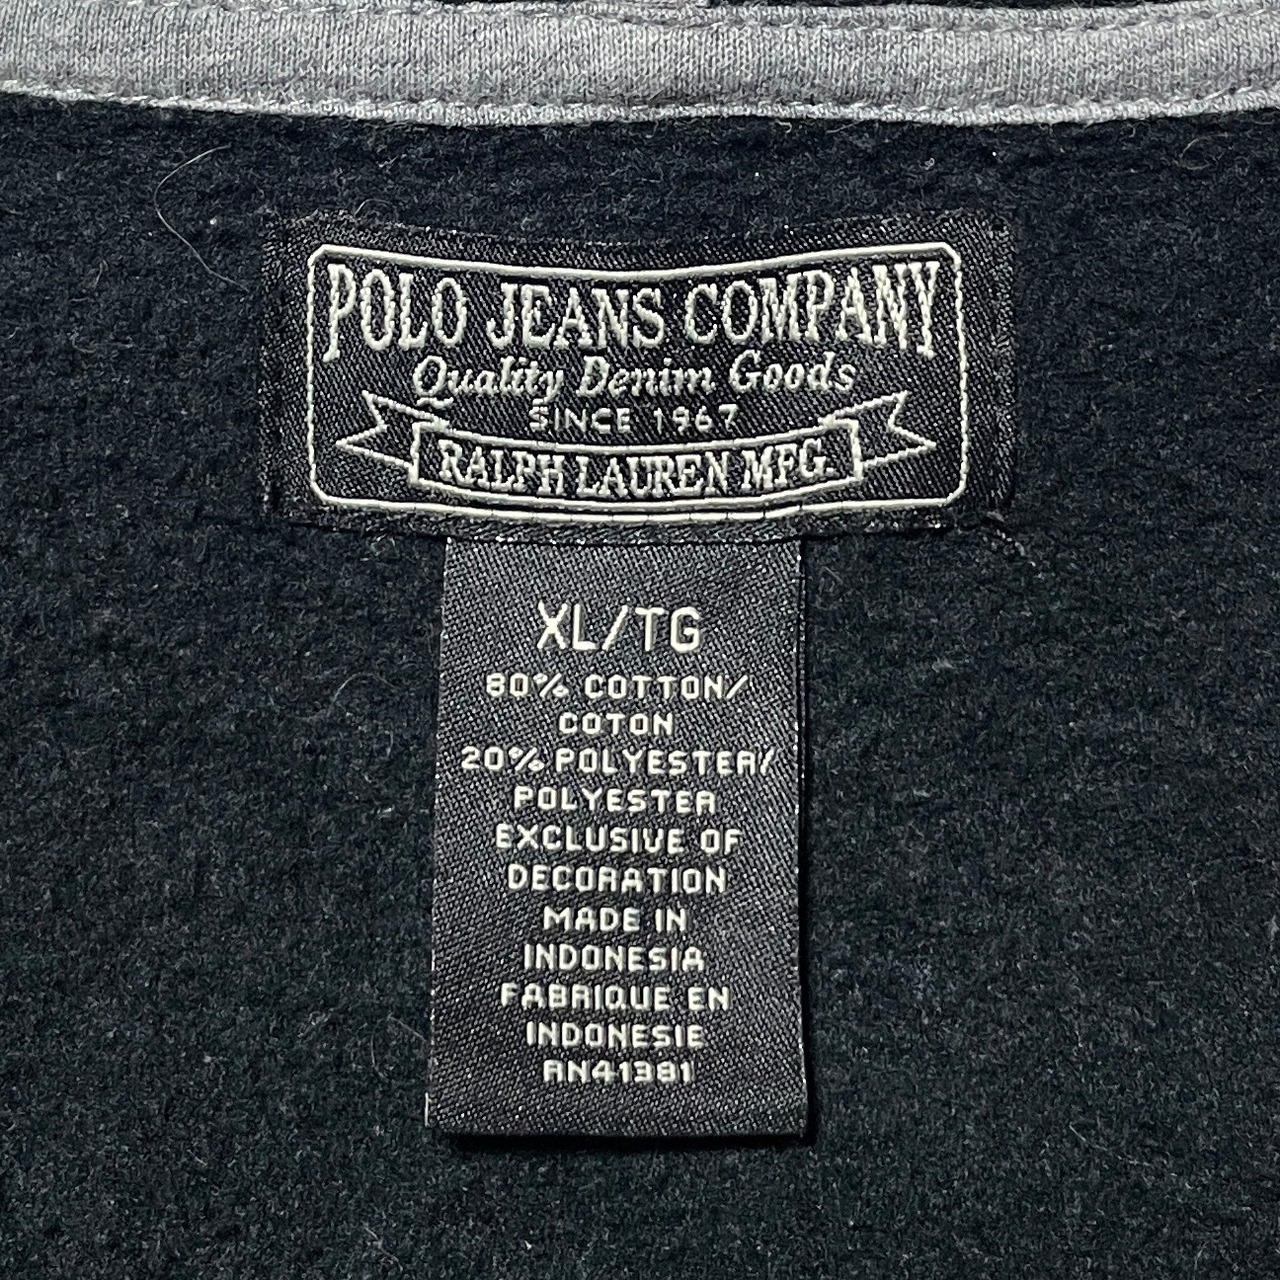 POLO JEANS COMPANY
Quality Denim Goods
SINCE 1967
RALPH LAUREN MFG.
XL/TG
80% COTTON/
COTON
20% POLYESTER/
POLYESTER
EXCLUSIVE OF
DECORATION
MADE IN
INDONESIA
FABRIQUE EN
INDONESIE
RN41381